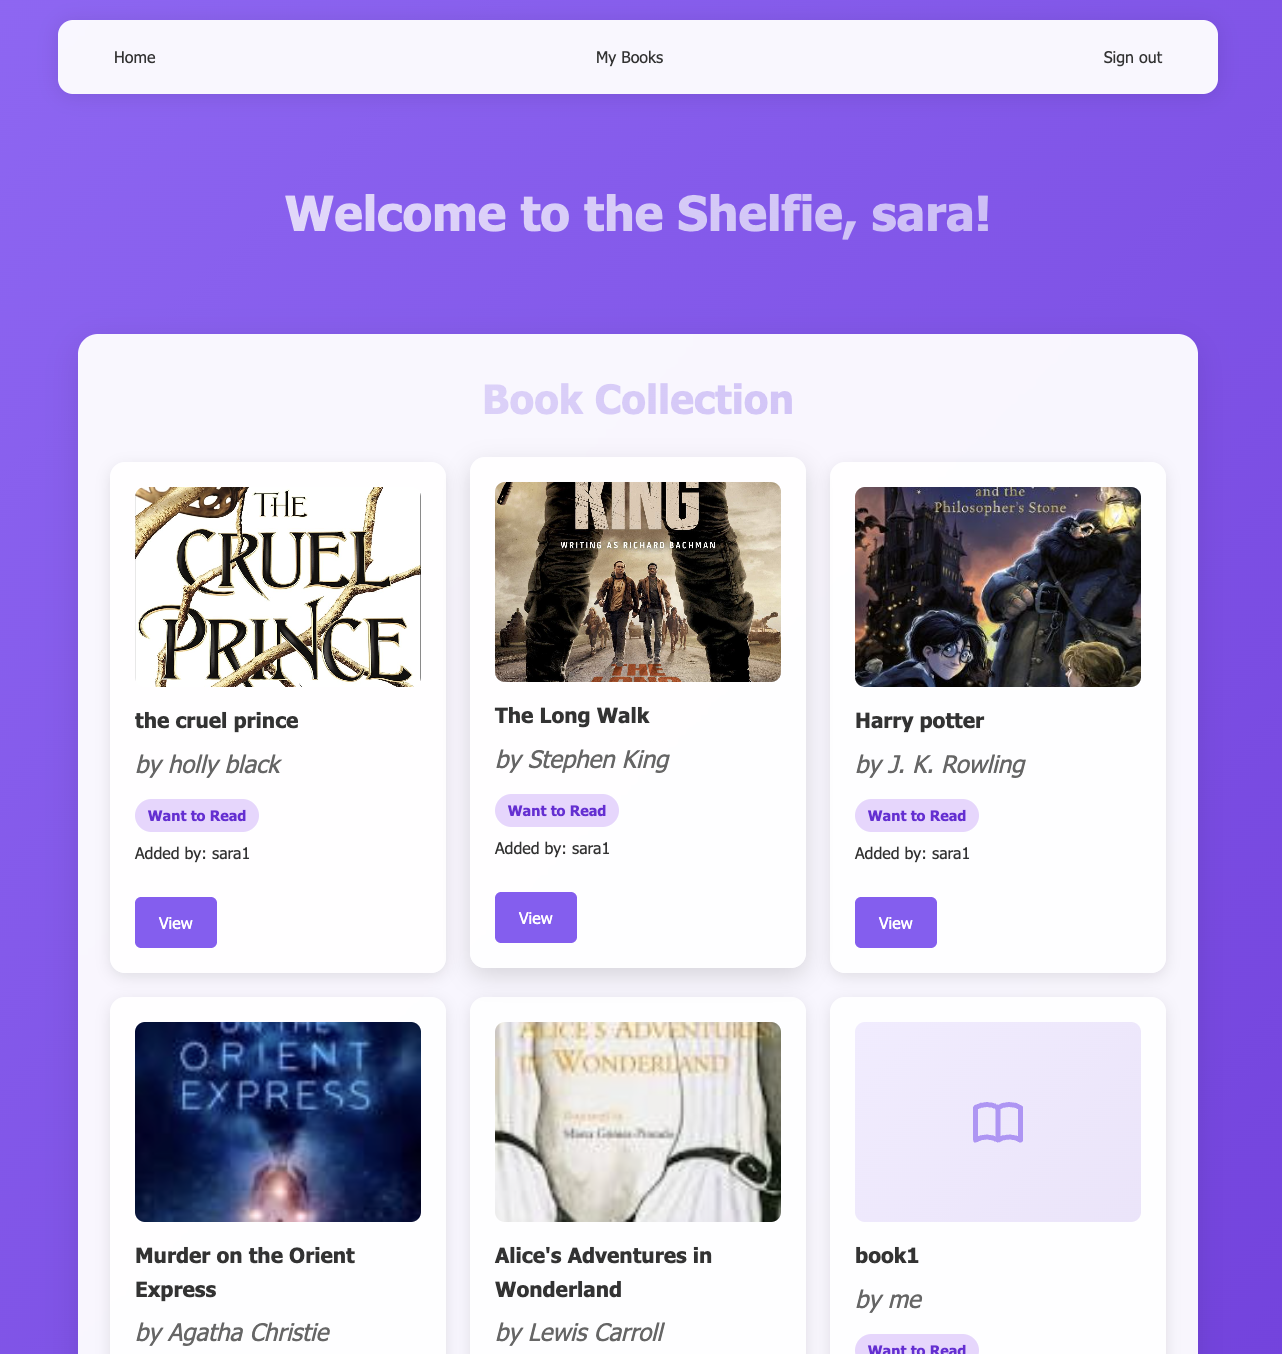 Home
My Books
Sign out
Welcome to the Shelfie, sara!
Book Collection
THE
CRUEL
PRINCE
the cruel prince
by holly black
Want to Read
Added by: sara1
View
KING
WRITING AS RICHARD BACHMAN
THE
LONG
The Long Walk
by Stephen King
Want to Read
Added by: sara1
View
and the
Philosopher's Stone
Harry potter
by J. K. Rowling
Want to Read
Added by: sara1
View
ON THE
ORIENT
EXPRESS
Murder on the Orient
Express
by Agatha Christie
ALICE'S ADVENTURES
IN WONDERLAND
Alice's Adventures in
Wonderland
by Lewis Carroll
book1
by me
Want to Read